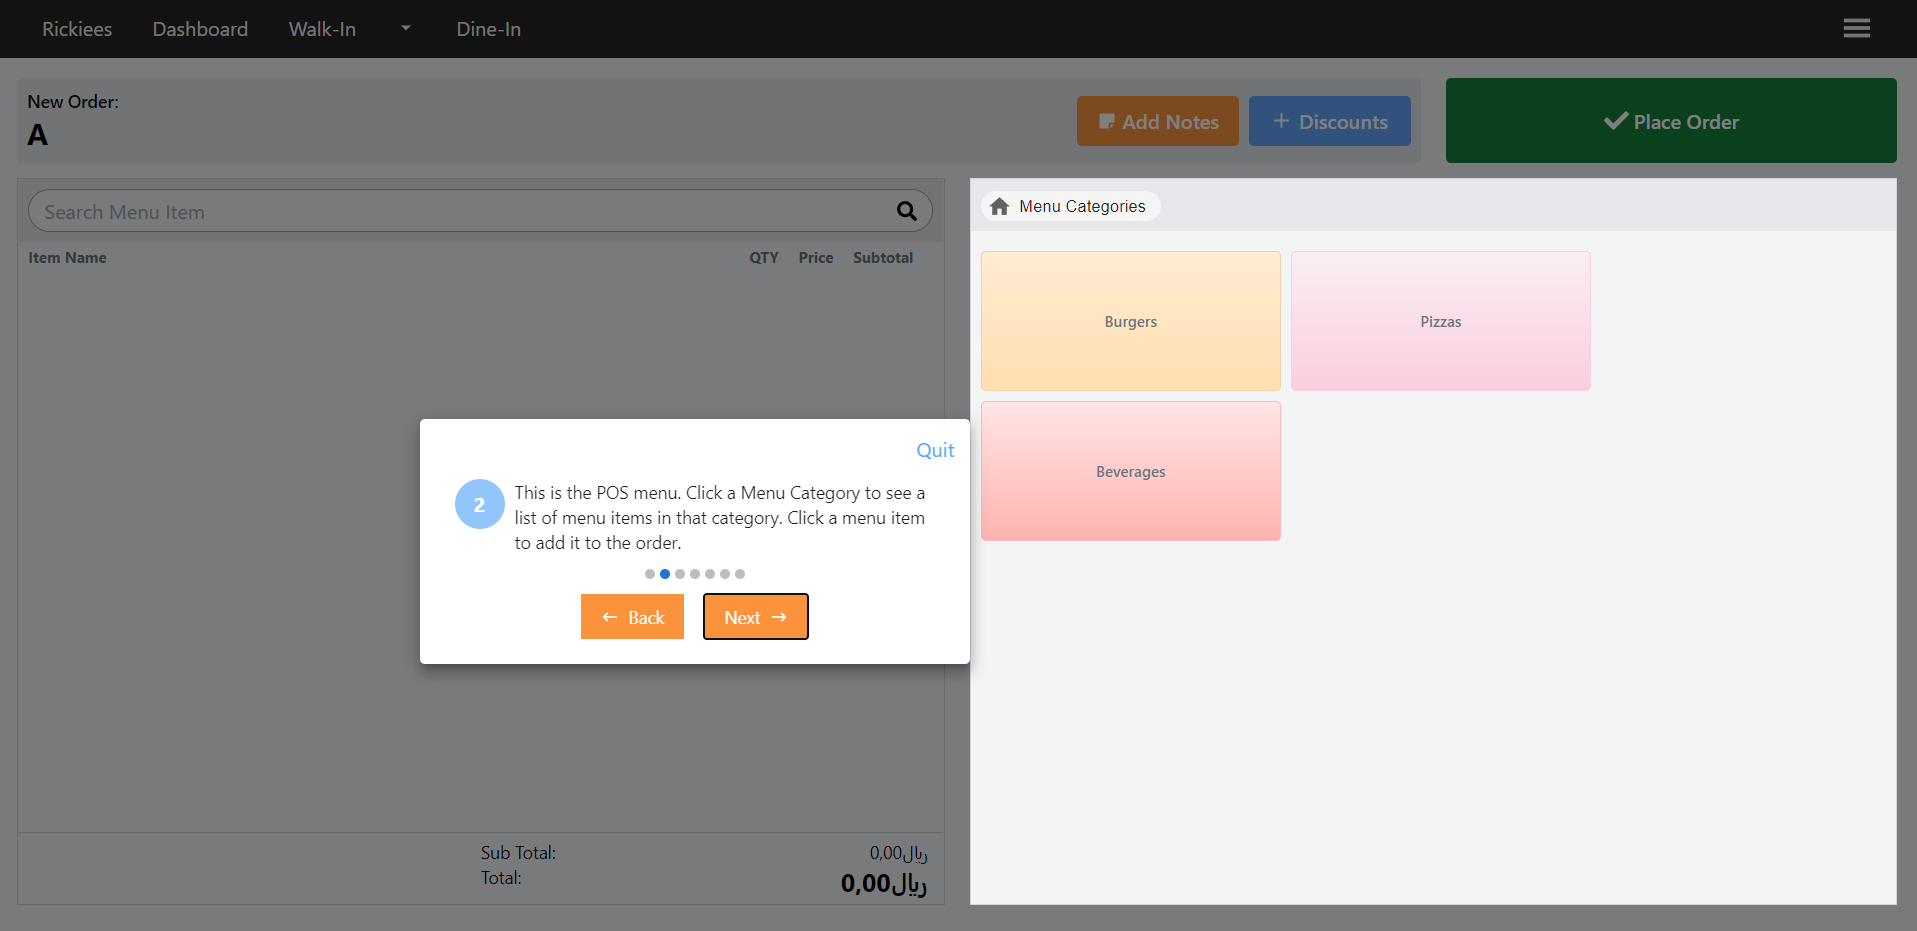 Rickiees Dashboard Walk-In Dine-In
New Order:
A
Add Notes
Discounts
Place Order
Search Menu Item
Item Name QTY Price Subtotal
Menu Categories
Burgers
Pizzas
Beverages
Quit
2
This is the POS menu. Click a Menu Category to see a
list of menu items in that category. Click a menu item
to add it to the order.
← Back
Next →
Sub Total: 0,00ریال
Total: 0,00ریال